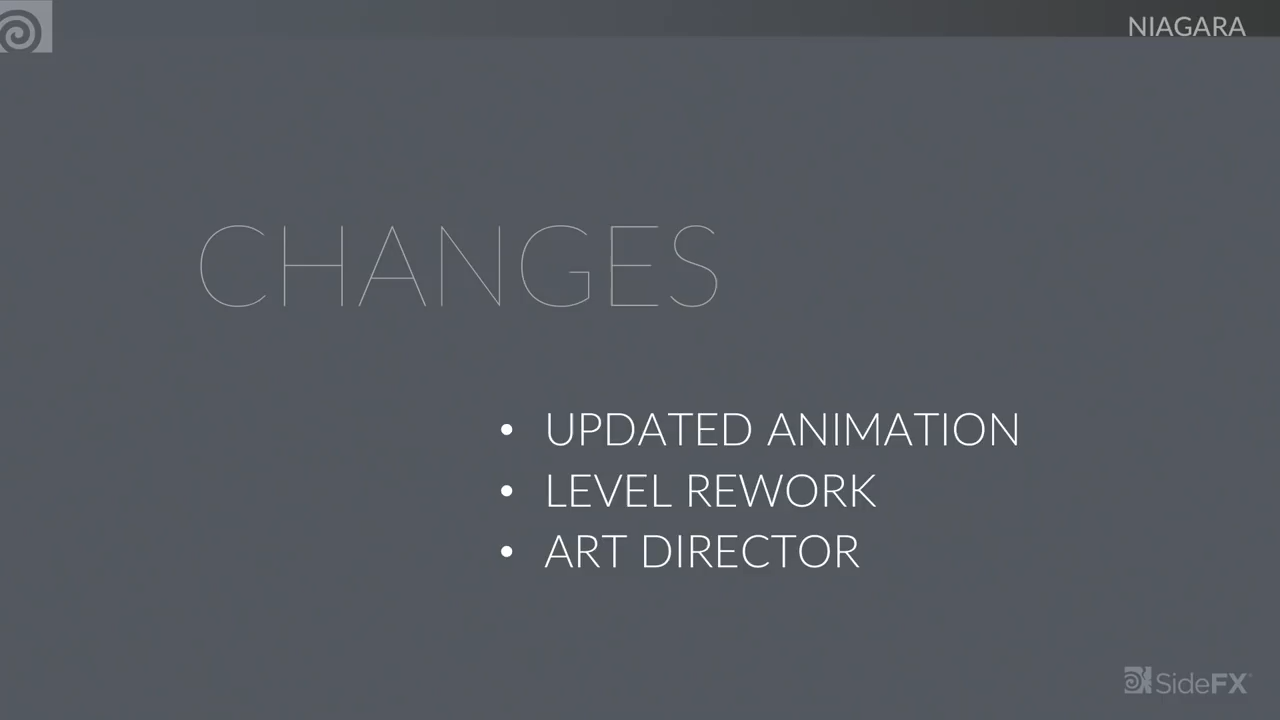 NIAGARA
CHANGES
• UPDATED ANIMATION
• LEVEL REWORK
• ART DIRECTOR
SideFX